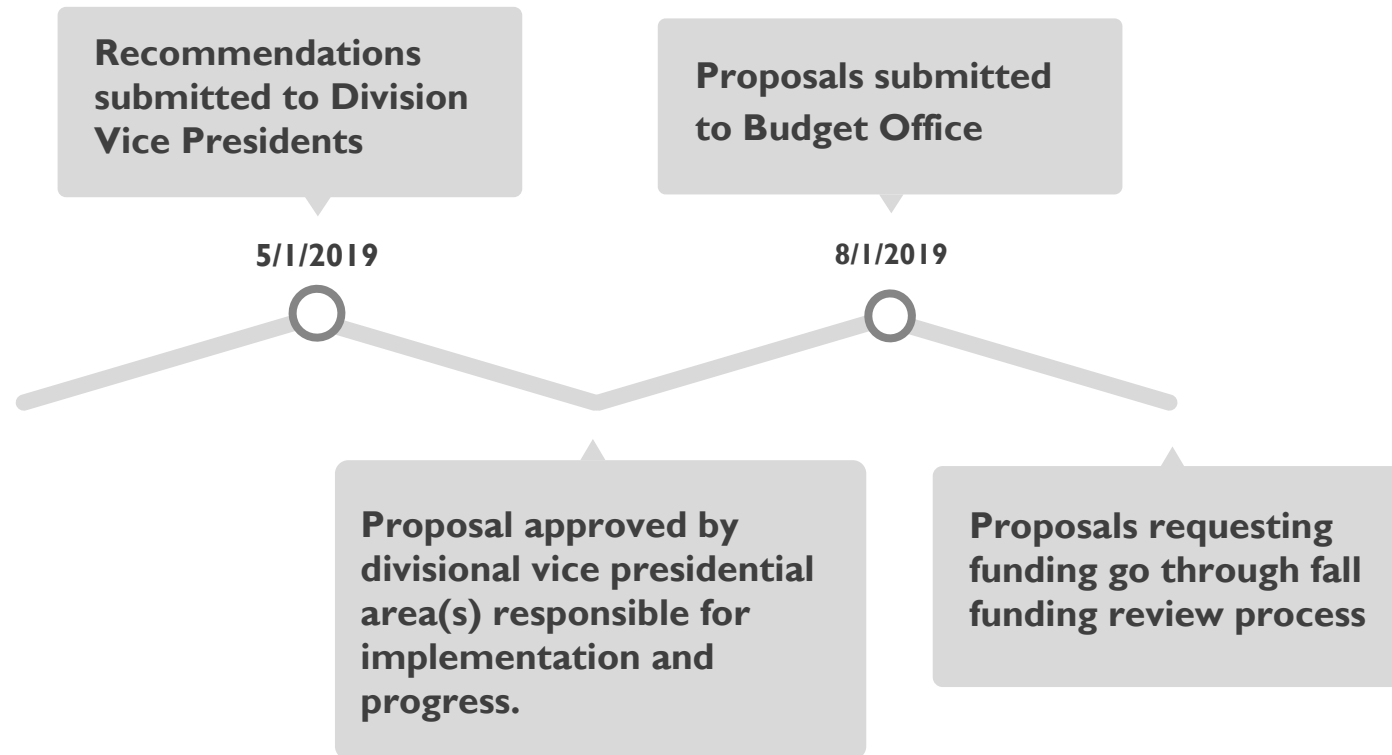 Recommendations
submitted to Division
Vice Presidents
5/1/2019
Proposal approved by
divisional vice presidential
area(s) responsible for
implementation and
progress.
Proposals submitted
to Budget Office
8/1/2019
Proposals requesting
funding go through fall
funding review process